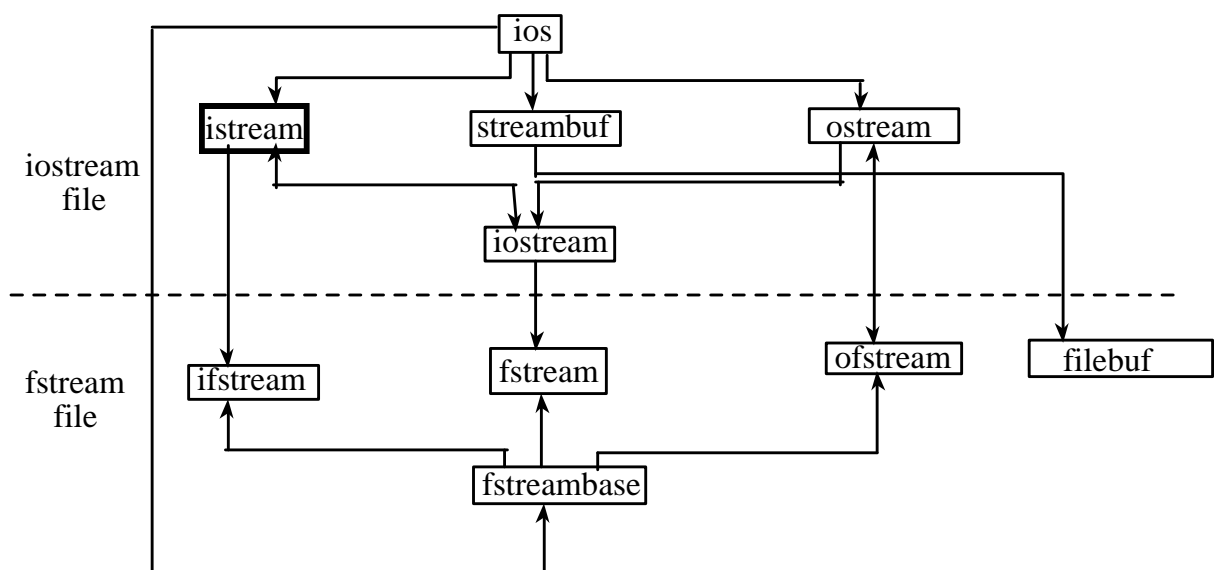 ios
istream
streambuf
ostream
iostream
file
iostream
ifstream
fstream
ofstream
filebuf
fstream
file
fstreambase